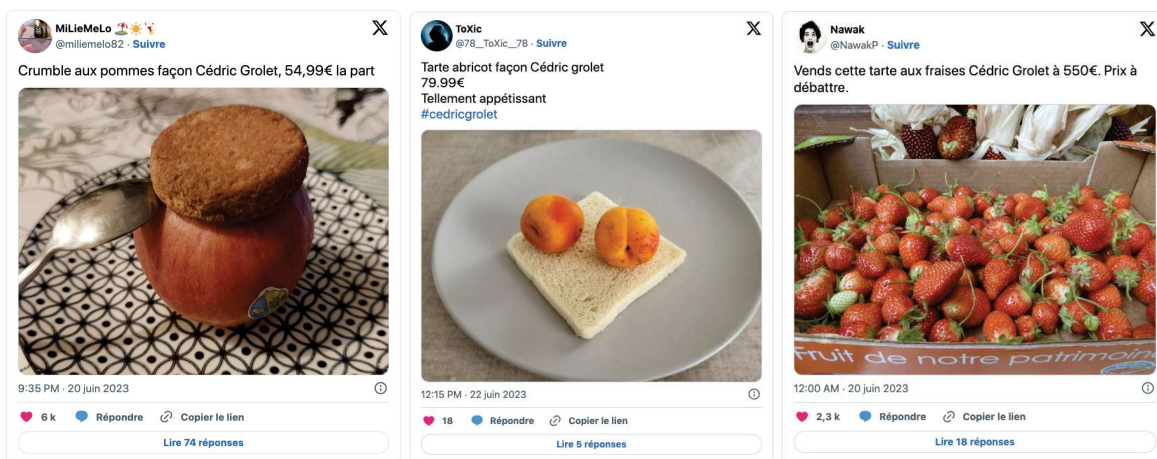 MiLieMeLo 🏖️☀️🍹
@miliemelo82 · Suivre
Crumble aux pommes façon Cédric Grolet, 54,99€ la part
9:35 PM · 20 juin 2023
6 k Répondre Copier le lien
Lire 74 réponses
ToXic
@78_ToXic_78 · Suivre
Tarte abricot façon Cédric grolet
79.99€
Tellement appétissant
#cedricgrolet
12:15 PM · 22 juin 2023
18 Répondre Copier le lien
Lire 5 réponses
Nawak
@NawakP · Suivre
Vends cette tarte aux fraises Cédric Grolet à 550€. Prix à
débattre.
Fruit de notre patrimoine
12:00 AM · 20 juin 2023
2,3 k Répondre Copier le lien
Lire 18 réponses